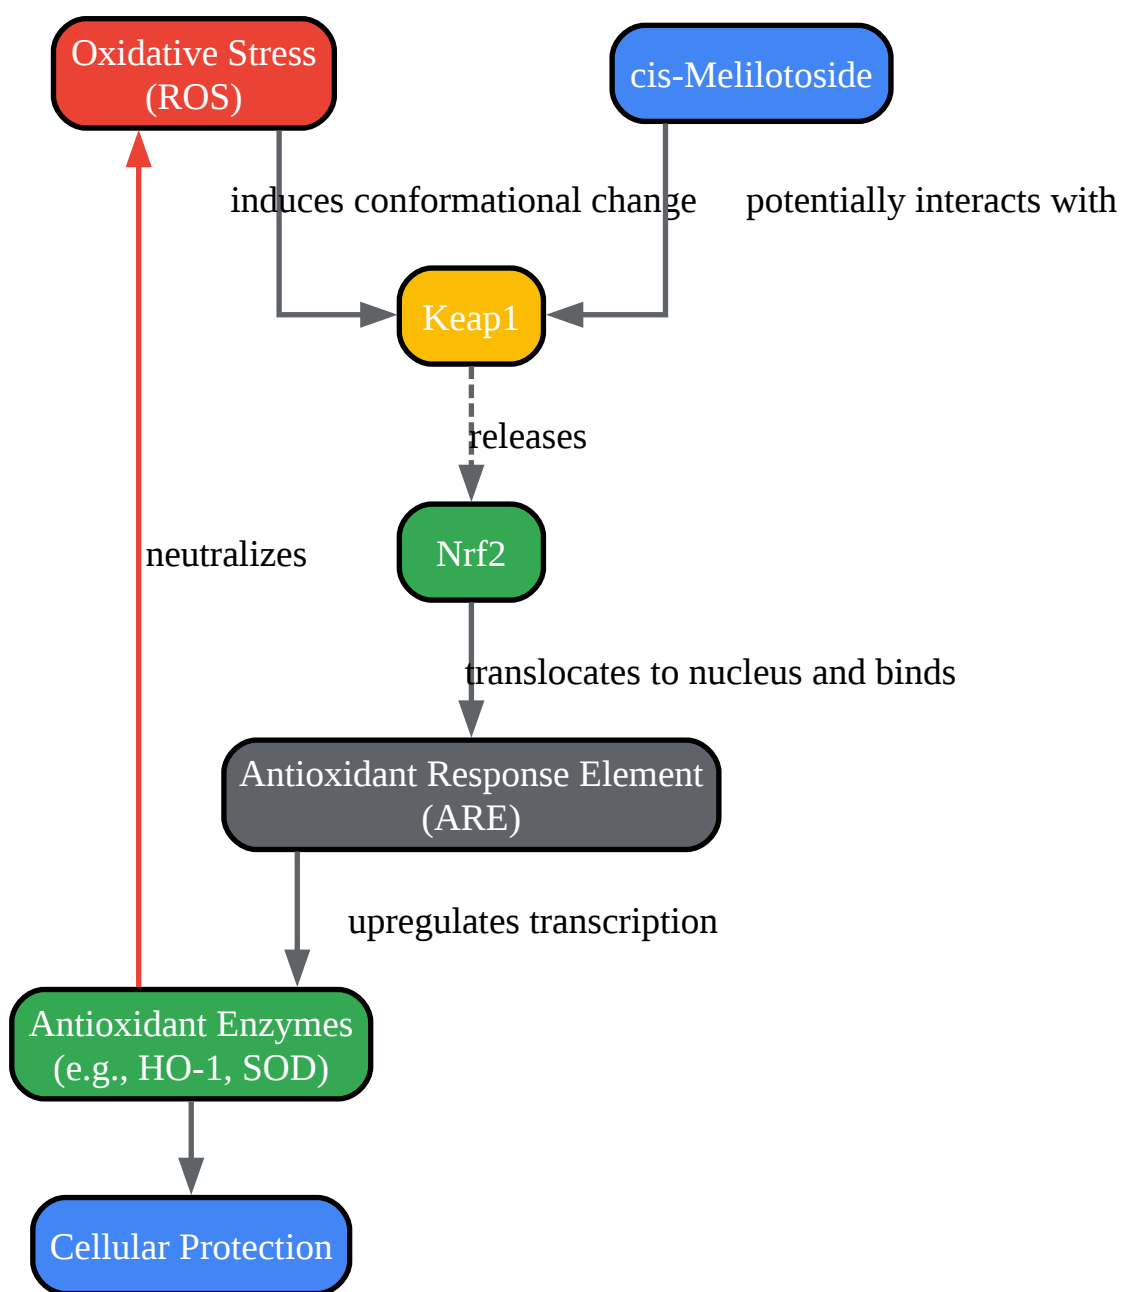 Oxidative Stress
(ROS)
cis-Melilotoside
induces conformational change
potentially interacts with
Keap1
releases
Nrf2
neutralizes
translocates to nucleus and binds
Antioxidant Response Element
(ARE)
upregulates transcription
Antioxidant Enzymes
(e.g., HO-1, SOD)
Cellular Protection